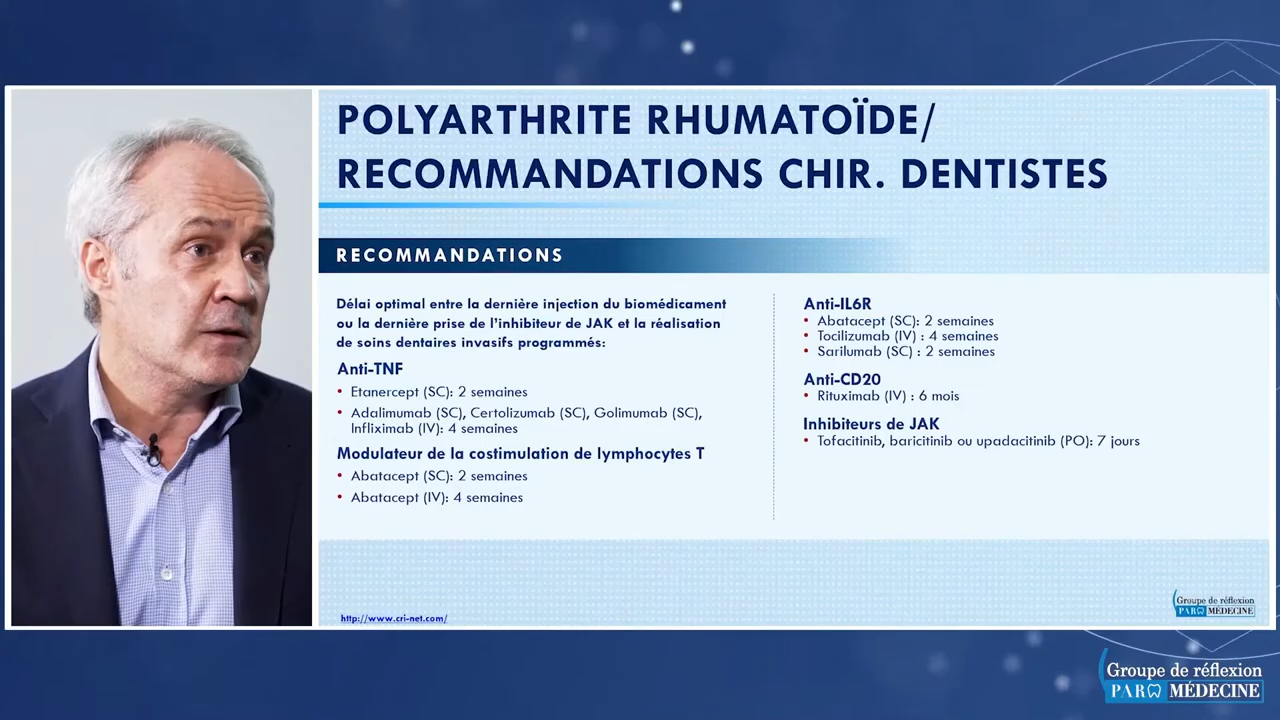 POLYARTHRITE RHUMATOÏDE/
RECOMMANDATIONS CHIR. DENTISTES
RECOMMANDATIONS
Délai optimal entre la dernière injection du biomédicament
ou la dernière prise de l'inhibiteur de JAK et la réalisation
de soins dentaires invasifs programmés:
Anti-TNF
• Etanercept (SC): 2 semaines
• Adalimumab (SC), Certolizumab (SC), Golimumab (SC),
Infliximab (IV): 4 semaines
Modulateur de la costimulation de lymphocytes T
• Abatacept (SC): 2 semaines
• Abatacept (IV): 4 semaines
Anti-IL6R
• Abatacept (SC): 2 semaines
• Tocilizumab (IV) : 4 semaines
• Sarilumab (SC) : 2 semaines
Anti-CD20
• Rituximab (IV) : 6 mois
Inhibiteurs de JAK
• Tofacitinib, baricitinib ou upadacitinib (PO): 7 jours
http://www.cri-net.com/
Groupe de réflexion
PARO MÉDECINE
Groupe de réflexion
PARO MÉDECINE